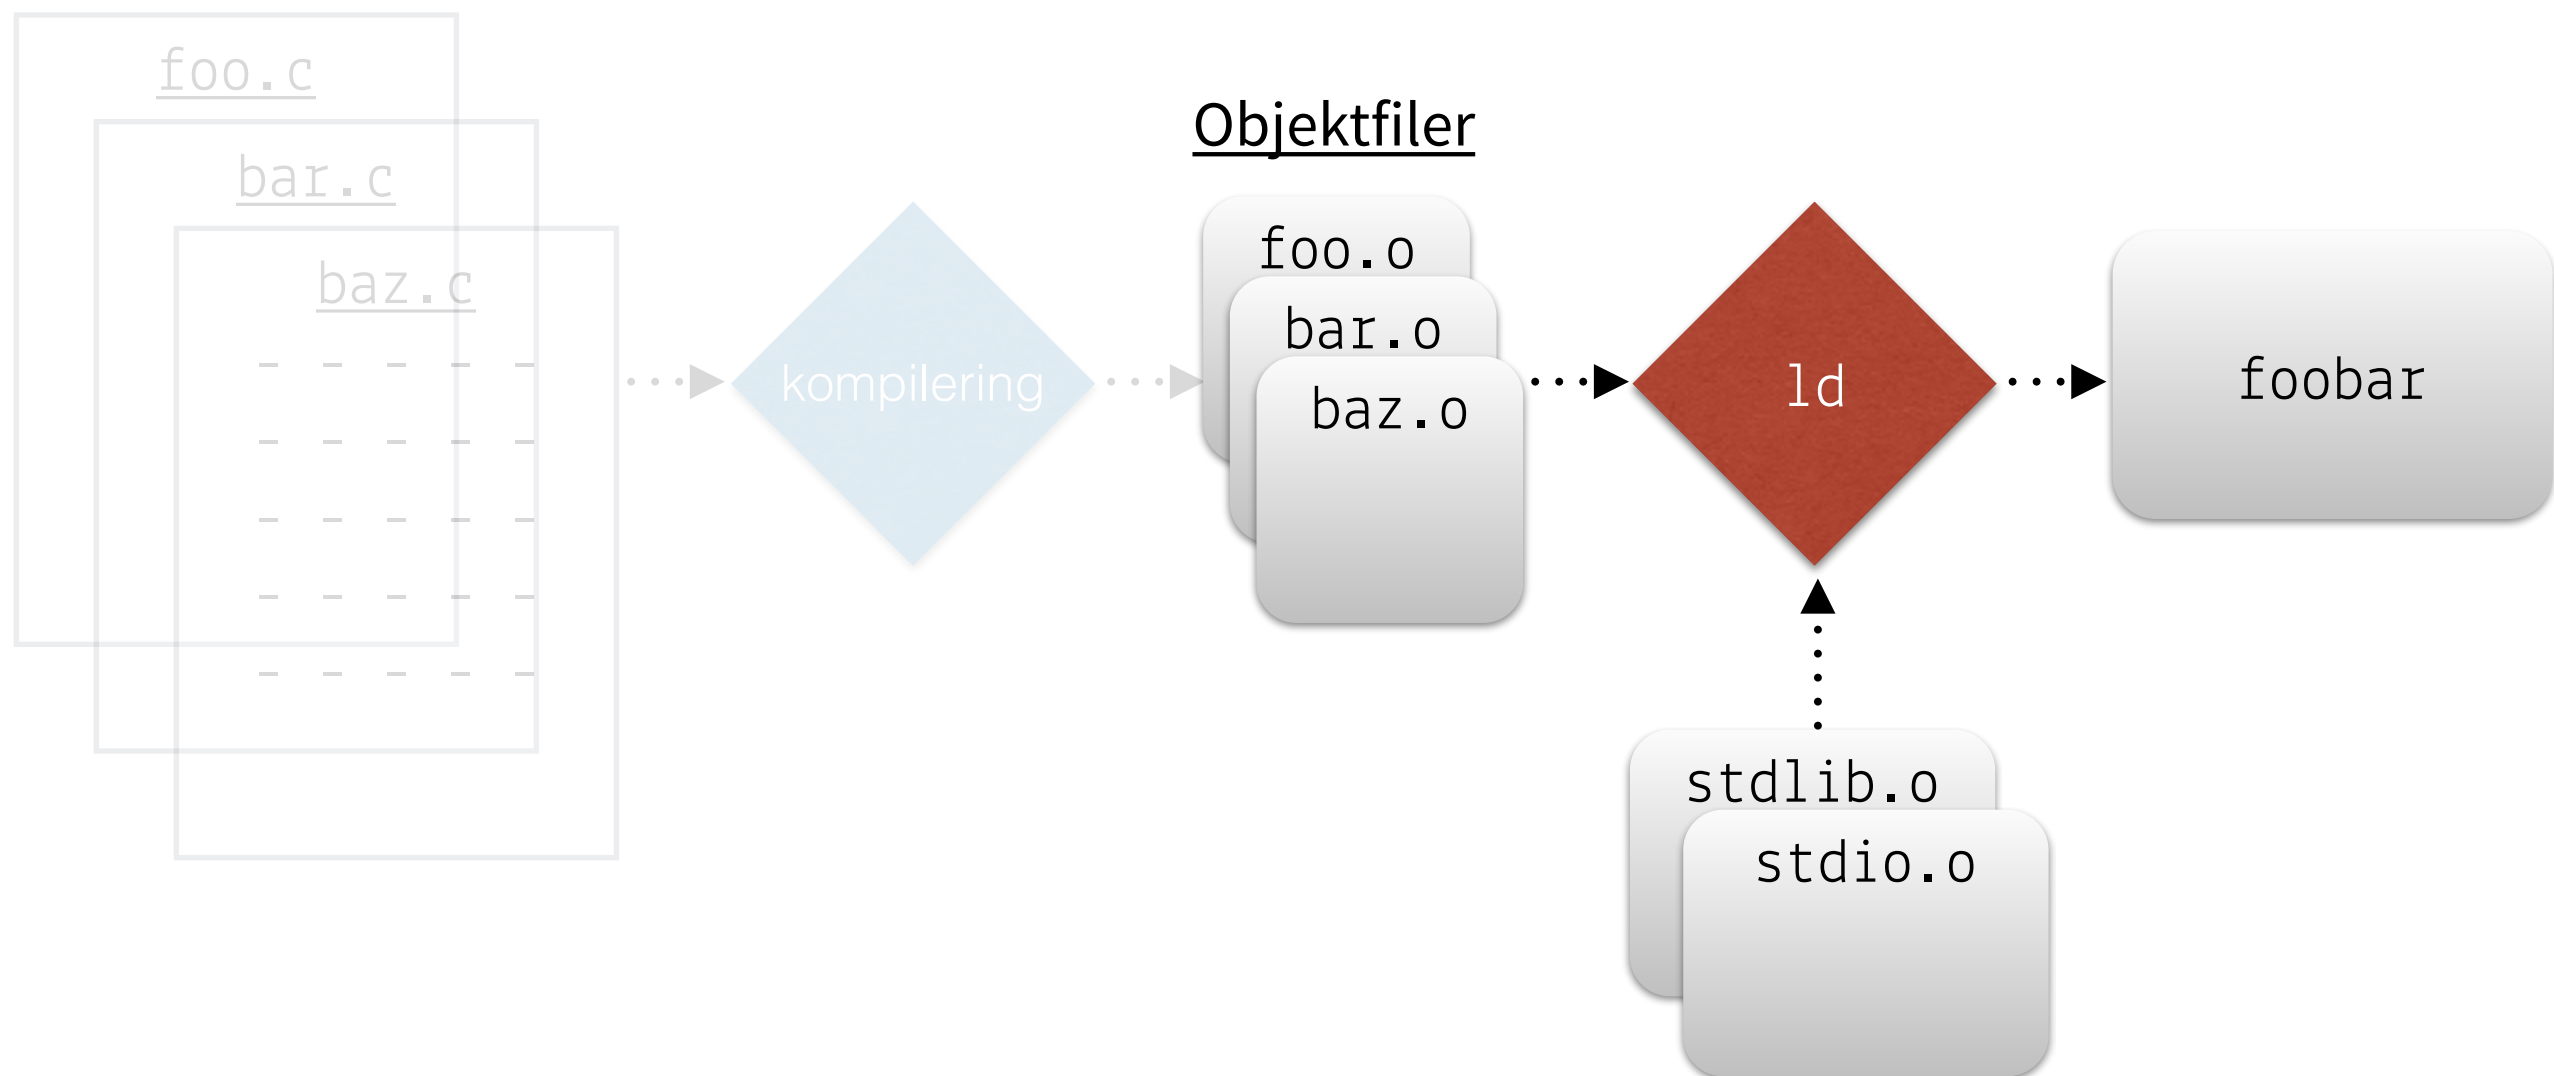 foo.c
bar.c
baz.c
kompilering
Objektfiler
foo.o
bar.o
baz.o
ld
foobar
stdlib.o
stdio.o